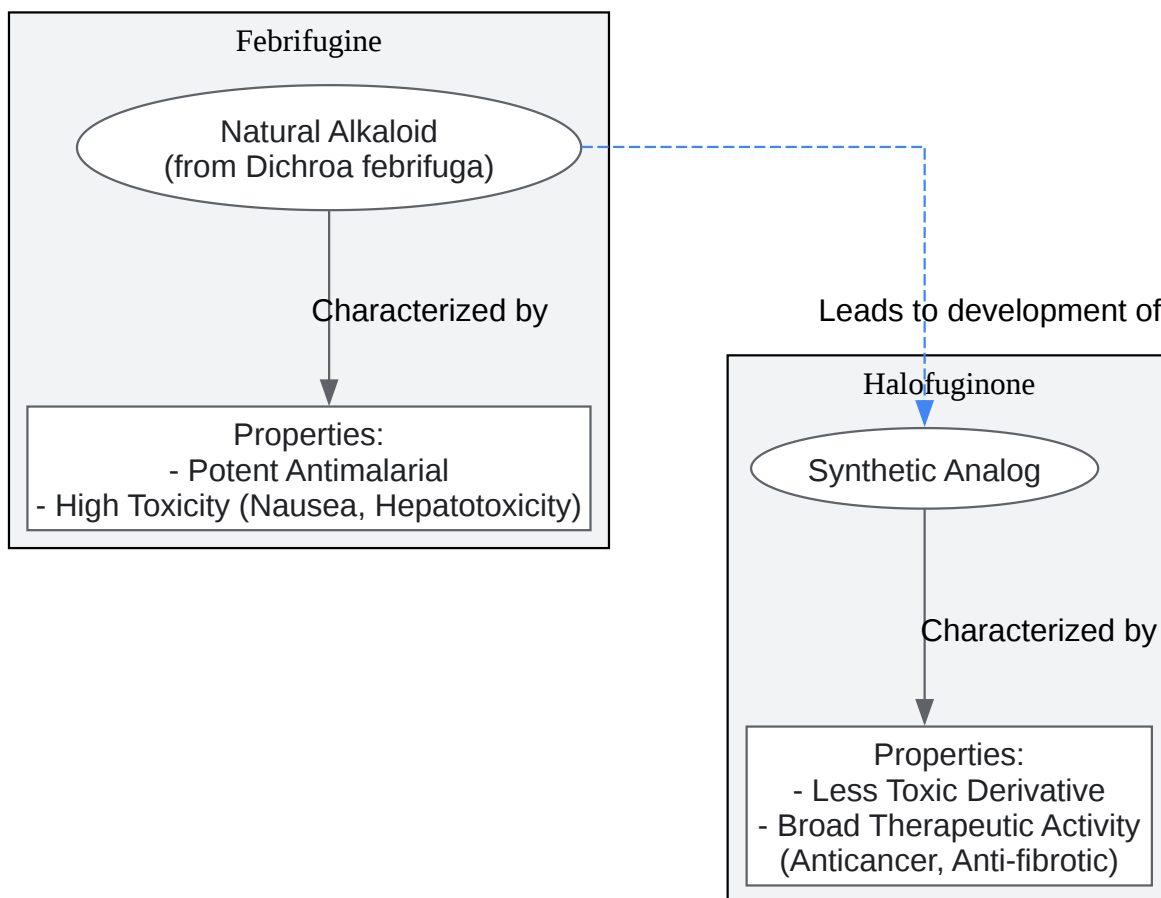 Febrifugine
Natural Alkaloid
(from Dichroa febrifuga)
Characterized by
Properties:
- Potent Antimalarial
- High Toxicity (Nausea, Hepatotoxicity)
Leads to development of
Halofuginone
Synthetic Analog
Characterized by
Properties:
- Less Toxic Derivative
- Broad Therapeutic Activity
(Anticancer, Anti-fibrotic)